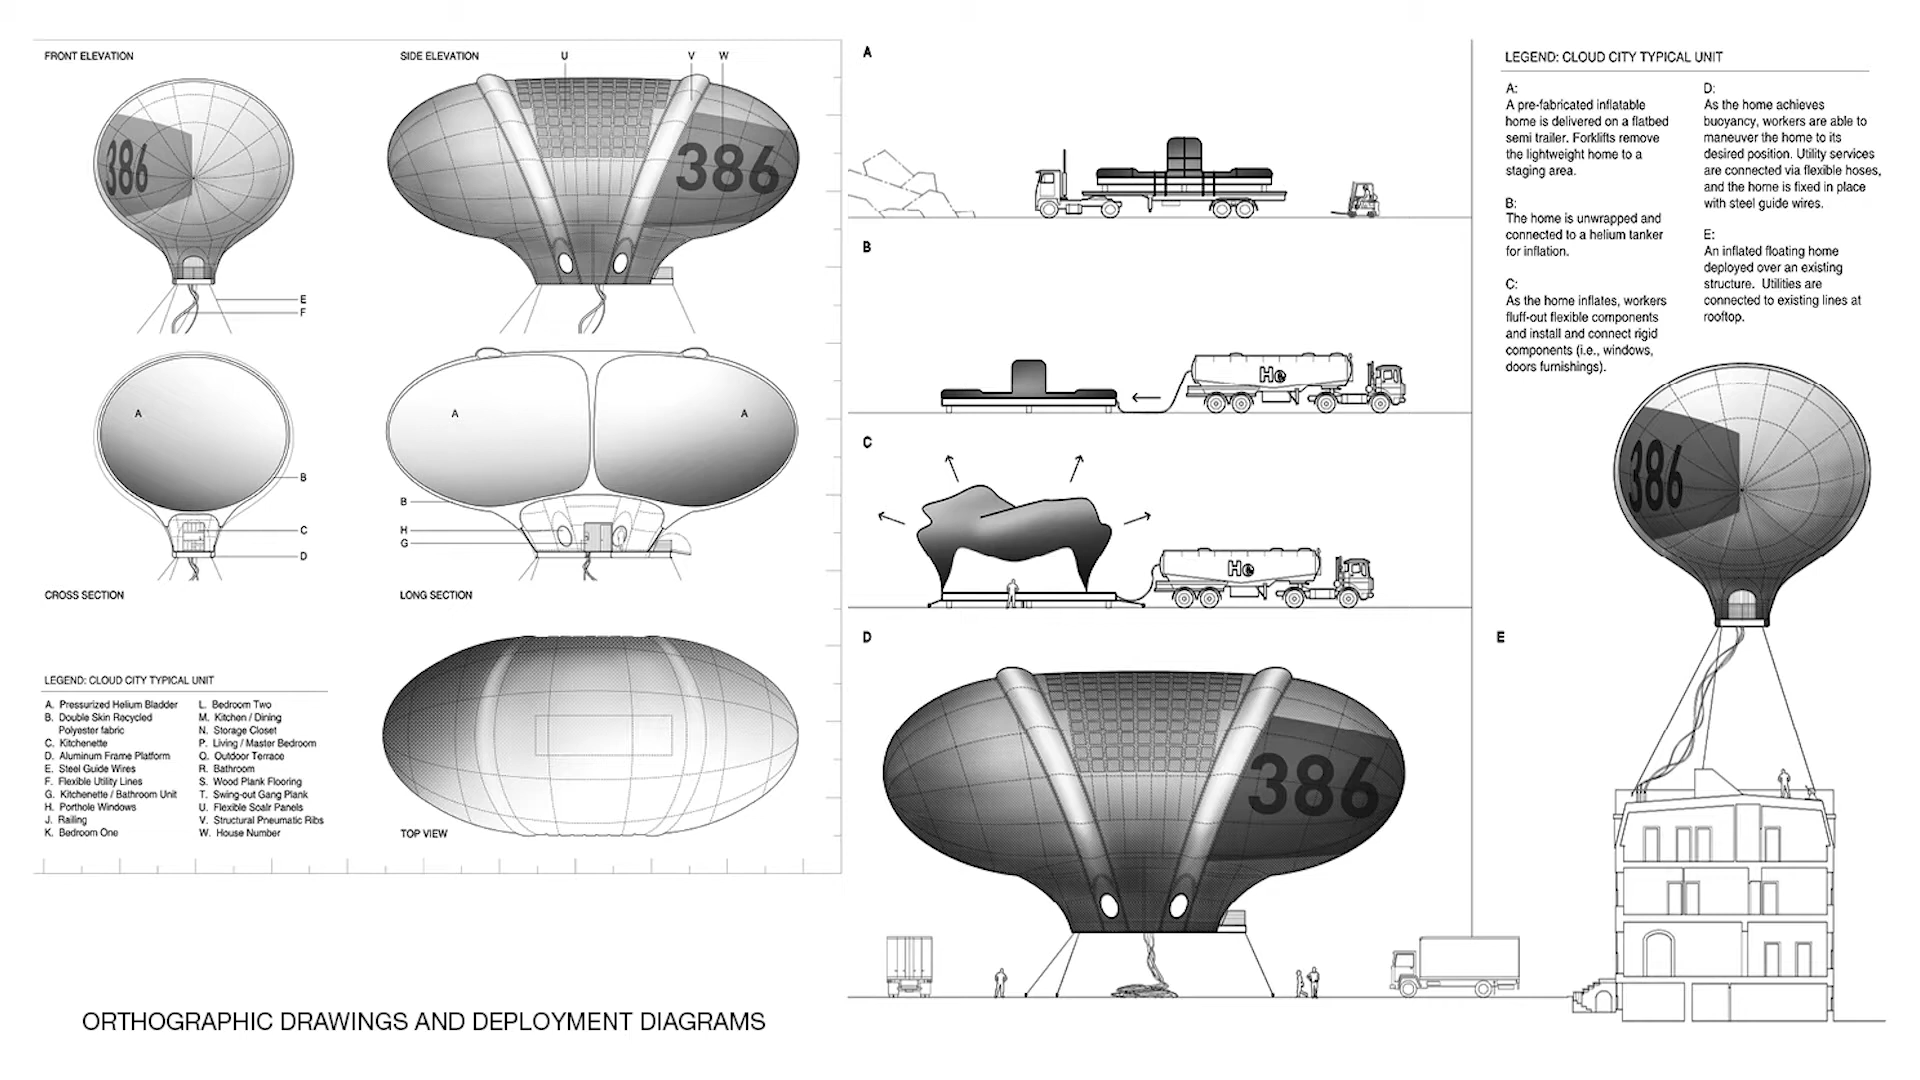 FRONT ELEVATION
386
E
F
SIDE ELEVATION
U
V
W
386
A
B
C
D
CROSS SECTION
A
A
B
H
G
LONG SECTION
LEGEND: CLOUD CITY TYPICAL UNIT
A. Pressurized Helium Bladder
B. Double Skin Recycled
Polyester fabric
C. Kitchenette
D. Aluminum Frame Platform
E. Steel Guide Wires
F. Flexible Utility Lines
G. Kitchenette / Bathroom Unit
H. Porthole Windows
J. Railing
K. Bedroom One
L. Bedroom Two
M. Kitchen / Dining
N. Storage Closet
P. Living / Master Bedroom
Q. Outdoor Terrace
R. Bathroom
S. Wood Plank Flooring
T. Swing-out Gang Plank
U. Flexible Soalr Panels
V. Structural Pneumatic Ribs
W. House Number
TOP VIEW
ORTHOGRAPHIC DRAWINGS AND DEPLOYMENT DIAGRAMS
A
B
He
C
He
D
386
LEGEND: CLOUD CITY TYPICAL UNIT
A:
A pre-fabricated inflatable
home is delivered on a flatbed
semi trailer. Forklifts remove
the lightweight home to a
staging area.
B:
The home is unwrapped and
connected to a helium tanker
for inflation.
C:
As the home inflates, workers
fluff-out flexible components
and install and connect rigid
components (i.e., windows,
doors furnishings).
D:
As the home achieves
buoyancy, workers are able to
maneuver the home to its
desired position. Utility services
are connected via flexible hoses,
and the home is fixed in place
with steel guide wires.
E:
An inflated floating home
deployed over an existing
structure. Utilities are
connected to existing lines at
rooftop.
386
E